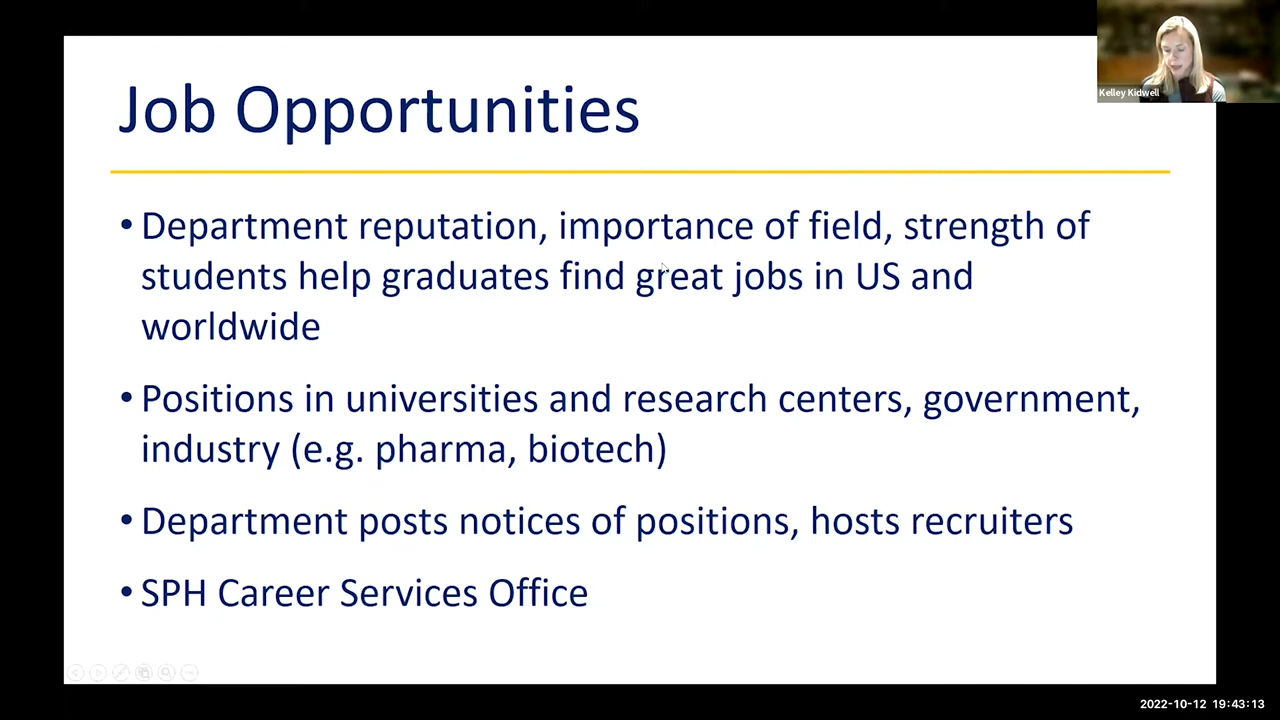 Job Opportunities
Kelley Kidwell
• Department reputation, importance of field, strength of
students help graduates find great jobs in US and
worldwide
• Positions in universities and research centers, government,
industry (e.g. pharma, biotech)
• Department posts notices of positions, hosts recruiters
• SPH Career Services Office
2022-10-12 19:43:13